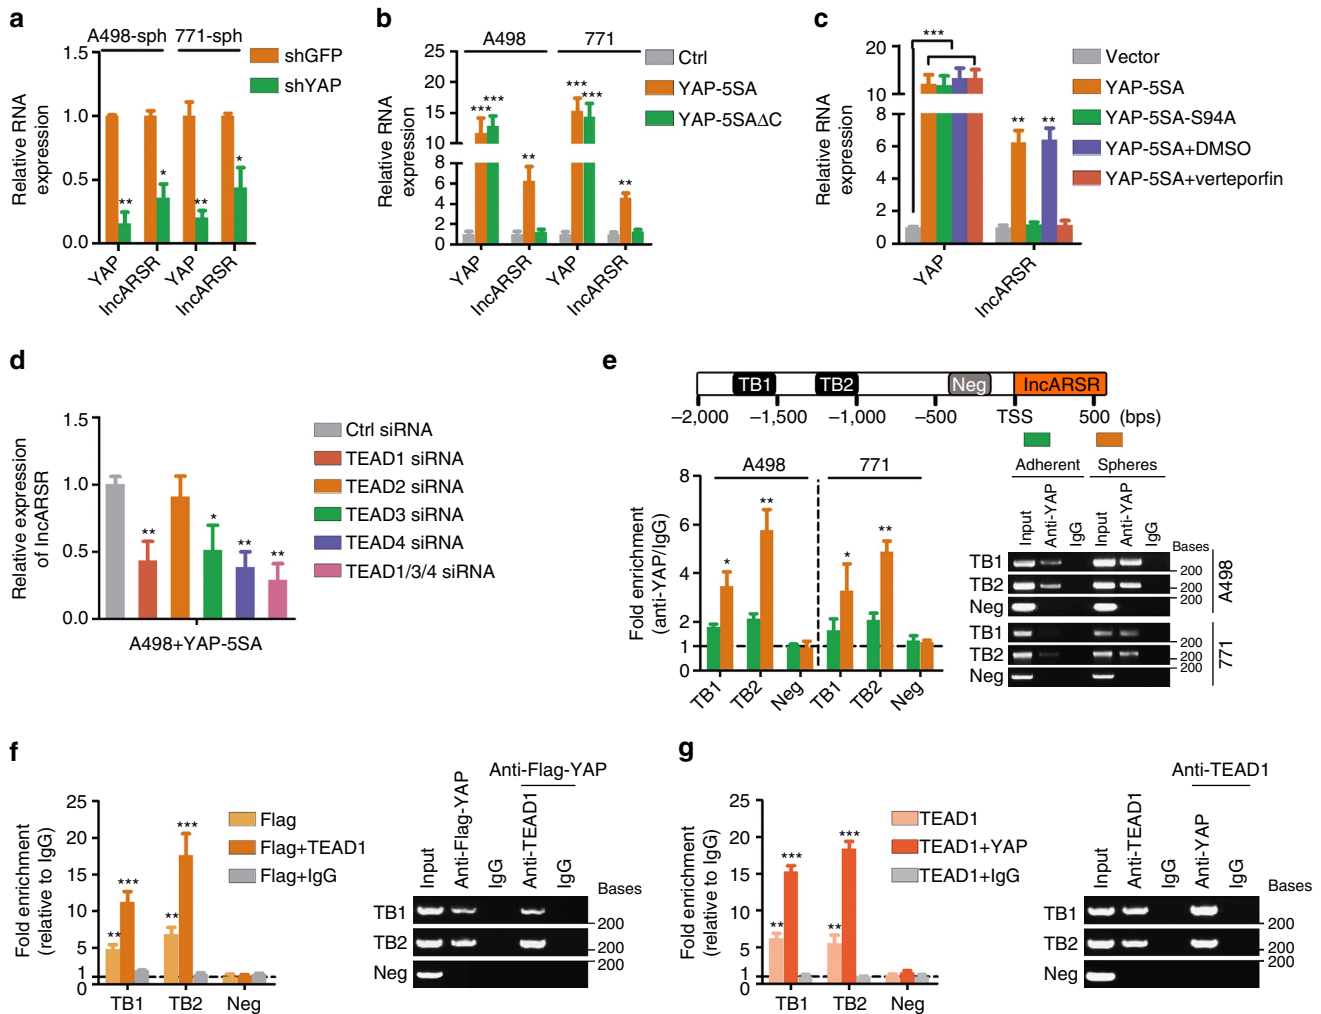 a
A498-sph 771-sph
Relative RNA
expression
1.5
1.0
0.5
0.0
** * ** *
YAP
lncARSR
YAP
lncARSR
shGFP
shYAP
b
A498 771
Relative RNA
expression
25
20
15
10
8
6
4
2
0
*** *** ** *** *** **
YAP
lncARSR
YAP
lncARSR
Ctrl
YAP-5SA
YAP-5SAΔC
c
***
Relative RNA
expression
20
10
8
6
4
2
0
** **
YAP
lncARSR
Vector
YAP-5SA
YAP-5SA-S94A
YAP-5SA+DMSO
YAP-5SA+verteporfin
d
Relative expression
of lncARSR
1.5
1.0
0.5
0.0
** * ** **
A498+YAP-5SA
Ctrl siRNA
TEAD1 siRNA
TEAD2 siRNA
TEAD3 siRNA
TEAD4 siRNA
TEAD1/3/4 siRNA
e
TB1 TB2 Neg lncARSR
–2,000 –1,500 –1,000 –500 TSS 500 (bps)
A498 771
Fold enrichment
(anti-YAP/IgG)
8
6
4
2
1
0
* ** * **
TB1
TB2
Neg
TB1
TB2
Neg
Adherent Spheres
Input
Anti-YAP
IgG
Input
Anti-YAP
IgG
Bases
TB1 200
TB2 200
Neg 200
A498
TB1 200
TB2 200
Neg 200
771
f
Fold enrichment
(relative to IgG)
25
20
15
10
5
1
0
** *** ** ***
TB1 TB2 Neg
Flag
Flag+TEAD1
Flag+IgG
Anti-Flag-YAP
Input
Anti-Flag-YAP
IgG
Anti-TEAD1
IgG
Bases
TB1 200
TB2 200
Neg 200
g
Fold enrichment
(relative to IgG)
25
20
15
10
5
1
0
** *** ** ***
TB1 TB2 Neg
TEAD1
TEAD1+YAP
TEAD1+IgG
Anti-TEAD1
Input
Anti-TEAD1
IgG
Anti-YAP
IgG
Bases
TB1 200
TB2 200
Neg 200